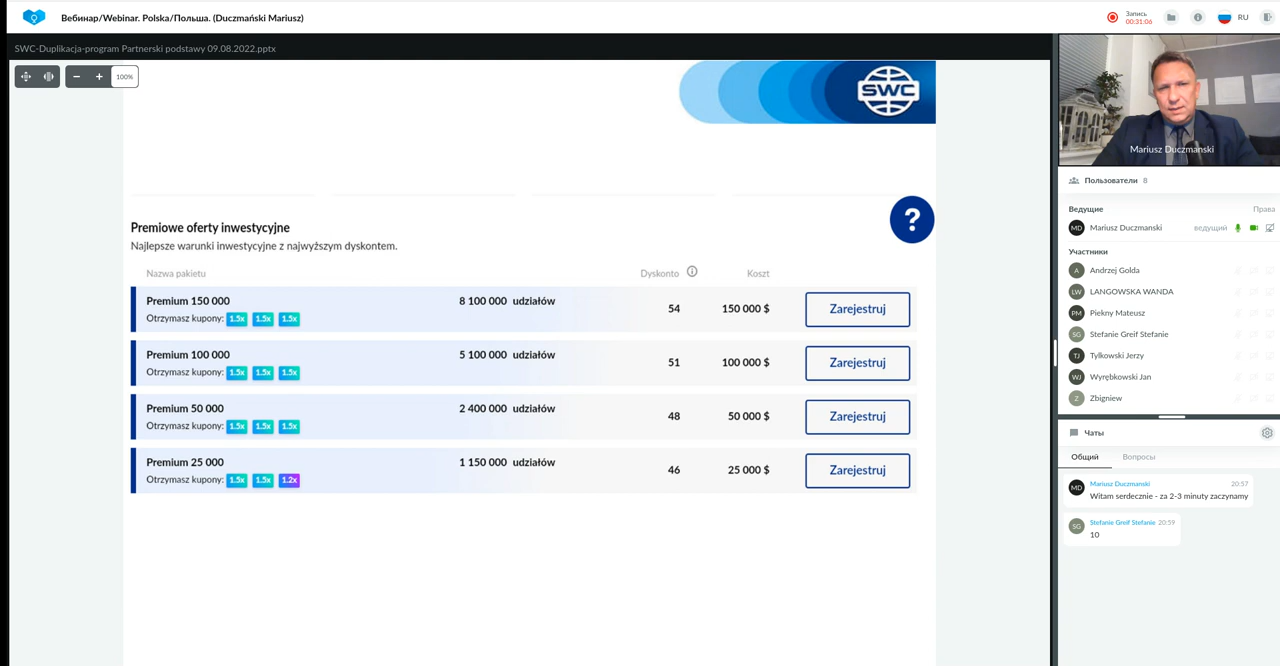 Вебинар/Webinar. Polska/Польша. (Duczmański Mariusz)
Запись
00:31:06
RU
SWC-Duplikacja-program Partnerski podstawy 09.08.2022.pptx
100%
SWC
Premiowe oferty inwestycyjne
?
Najlepsze warunki inwestycyjne z najwyższym dyskontem.
Nazwa pakietu Dyskonto Koszt
Premium 150 000 8 100 000 udziałów 54 150 000 $ Zarejestruj
Otrzymasz kupony: 1.5x 1.5x 1.5x
Premium 100 000 5 100 000 udziałów 51 100 000 $ Zarejestruj
Otrzymasz kupony: 1.5x 1.5x 1.5x
Premium 50 000 2 400 000 udziałów 48 50 000 $ Zarejestruj
Otrzymasz kupony: 1.5x 1.5x 1.5x
Premium 25 000 1 150 000 udziałów 46 25 000 $ Zarejestruj
Otrzymasz kupony: 1.5x 1.5x 1.2x
Mariusz Duczmanski
Пользователи 8
Ведущие Права
MD Mariusz Duczmanski ведущий
Участники
A Andrzej Golda
LW LANGOWSKA WANDA
PM Piekny Mateusz
SG Stefanie Greif Stefanie
TJ Tylkowski Jerzy
WJ Wyrębkowski Jan
Z Zbigniew
Чаты
Общий Вопросы
MD Mariusz Duczmanski 20:57
Witam serdecznie - za 2-3 minuty zaczynamy
SG Stefanie Greif Stefanie 20:59
10